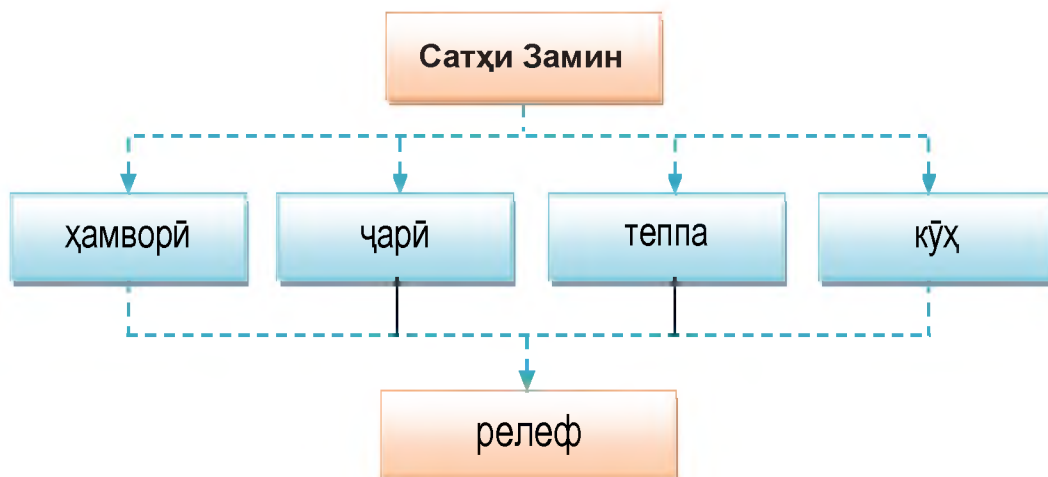 Сатҳи Замин
ҳамворӣ
ҷарӣ
теппа
кӯҳ
релеф